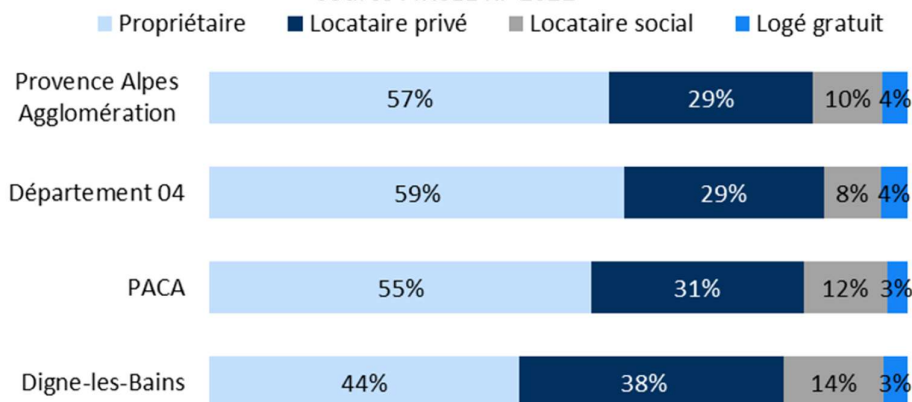 Propriétaire Locataire privé Locataire social Logé gratuit
Provence Alpes
Agglomération
57% 29% 10% 4%
Département 04
59% 29% 8% 4%
PACA
55% 31% 12% 3%
Digne-les-Bains
44% 38% 14% 3%